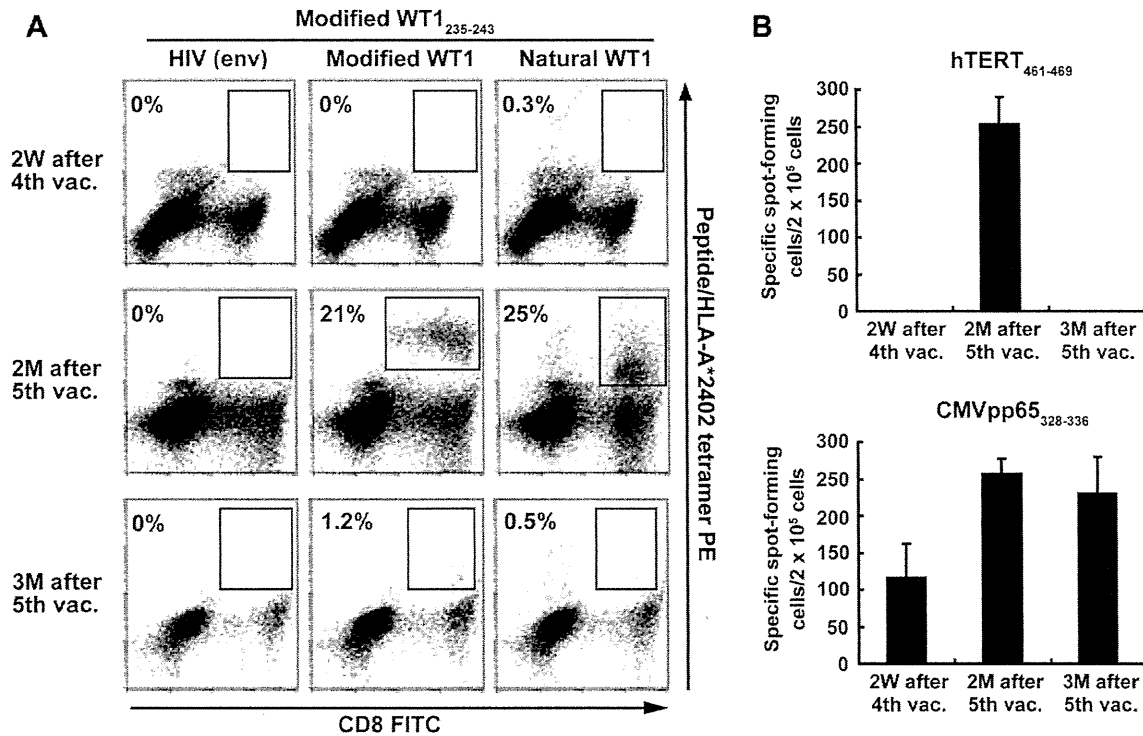 A
Modified WT1235-243
HIV (env) Modified WT1 Natural WT1
2W after
4th vac.
0% 0% 0.3%
2M after
5th vac.
0% 21% 25%
3M after
5th vac.
0% 1.2% 0.5%
CD8 FITC
Peptide/HLA-A*2402 tetramer PE
B
hTERT461-469
Specific spot-forming
cells/2 x 10⁵ cells
300
250
200
150
100
50
0
2W after 2M after 3M after
4th vac. 5th vac. 5th vac.
CMVpp65328-336
Specific spot-forming
cells/2 x 10⁵ cells
300
250
200
150
100
50
0
2W after 2M after 3M after
4th vac. 5th vac. 5th vac.